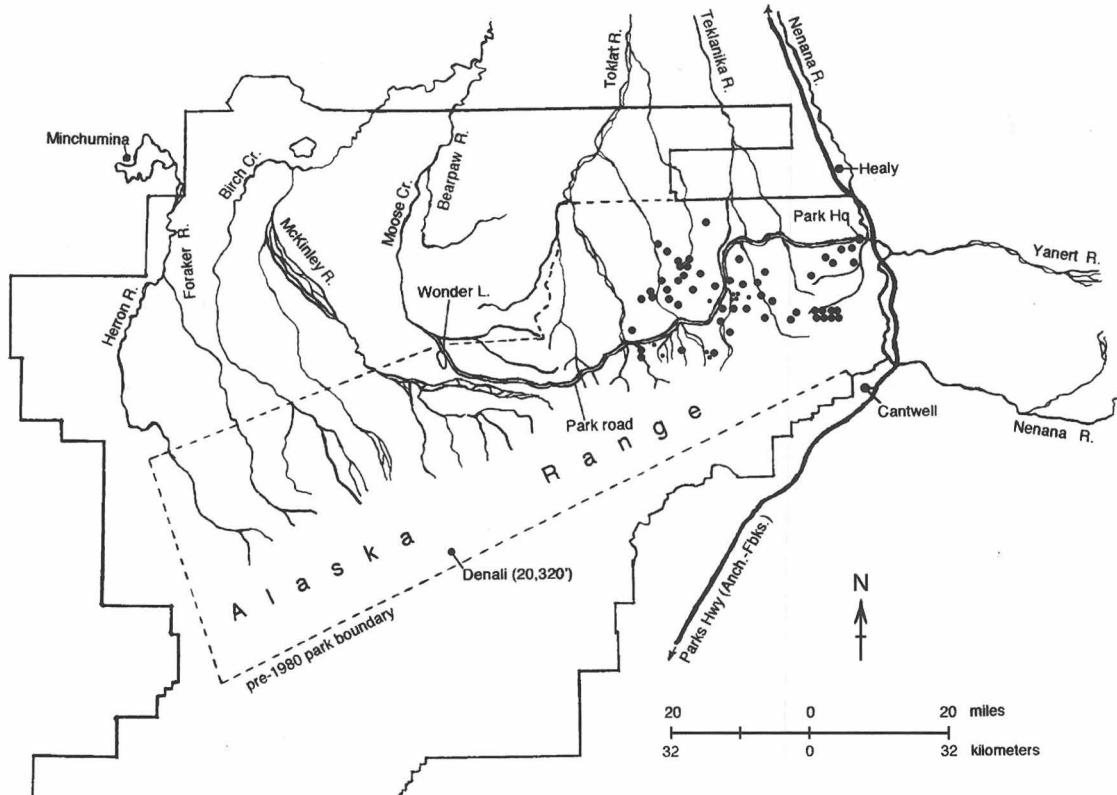 Toklat R.
Teklanika R.
Nenana R.
Minchumina
Birch Cr.
Moose Cr.
Bearpaw R.
Healy
Park Hq
Foraker R.
McKinley R.
Yanert R.
Herron R.
Wonder L.
Park road
Cantwell
Nenana R.
Alaska Range
Denali (20,320')
pre-1980 park boundary
Parks Hwy (Anch.-Fbks.)
N
20 0 20 miles
32 0 32 kilometers